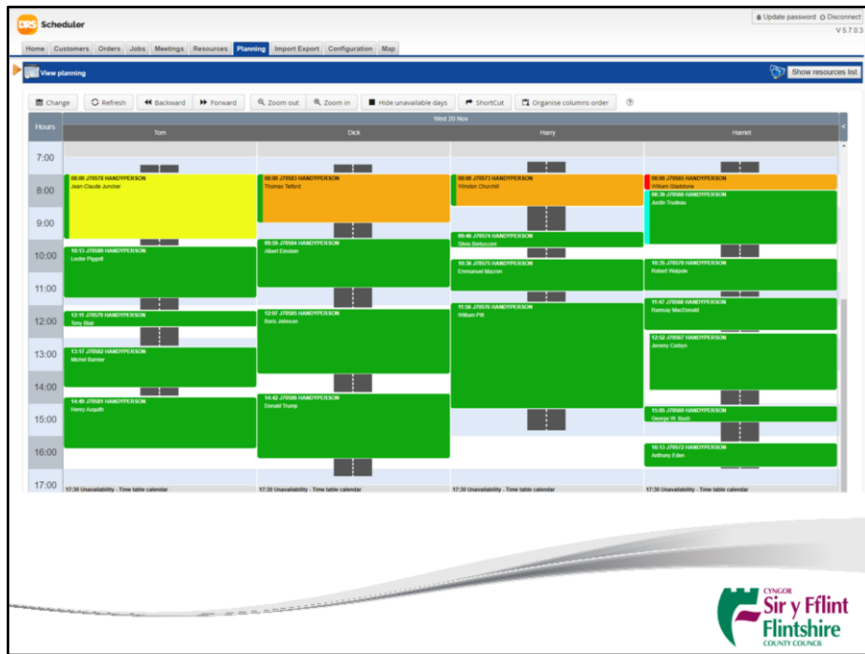 DRS Scheduler
Update password Disconnect
V 5.7.0.3
Home Customers Orders Jobs Meetings Resources Planning Import Export Configuration Map
View planning
Show resources list
Change Refresh Backward Forward Zoom out Zoom in Hide unavailable days ShortCut Organise columns order
Hours
Wed 20 Nov
Tom Dick Harry Harriet
7:00
8:00
9:00
10:00
11:00
12:00
13:00
14:00
15:00
16:00
17:00
08:00 J78578 HANDYPERSON
Jean-Claude Juncher
10:13 J78580 HANDYPERSON
Lester Piggott
12:11 J78579 HANDYPERSON
Tony Blair
13:17 J78582 HANDYPERSON
Michel Barnier
14:49 J78581 HANDYPERSON
Henry Asquith
17:30 Unavailability - Time table calendar
08:00 J78583 HANDYPERSON
Thomas Telford
09:59 J78584 HANDYPERSON
Albert Einstein
12:07 J78585 HANDYPERSON
Boris Johnson
14:42 J78586 HANDYPERSON
Donald Trump
17:30 Unavailability - Time table calendar
08:00 J78573 HANDYPERSON
Winston Churchill
09:46 J78574 HANDYPERSON
Silvio Berlusconi
10:36 J78575 HANDYPERSON
Emmanuel Macron
11:56 J78576 HANDYPERSON
William Pitt
17:30 Unavailability - Time table calendar
08:00 J78565 HANDYPERSON
William Gladstone
08:30 J78566 HANDYPERSON
Justin Trudeau
10:35 J78570 HANDYPERSON
Robert Walpole
11:47 J78568 HANDYPERSON
Ramsay MacDonald
12:52 J78567 HANDYPERSON
Jeremy Corbyn
15:05 J78569 HANDYPERSON
George W. Bush
16:13 J78572 HANDYPERSON
Anthony Eden
17:30 Unavailability - Time table calendar
CYNGOR
Sir y Fflint
Flintshire
COUNTY COUNCIL